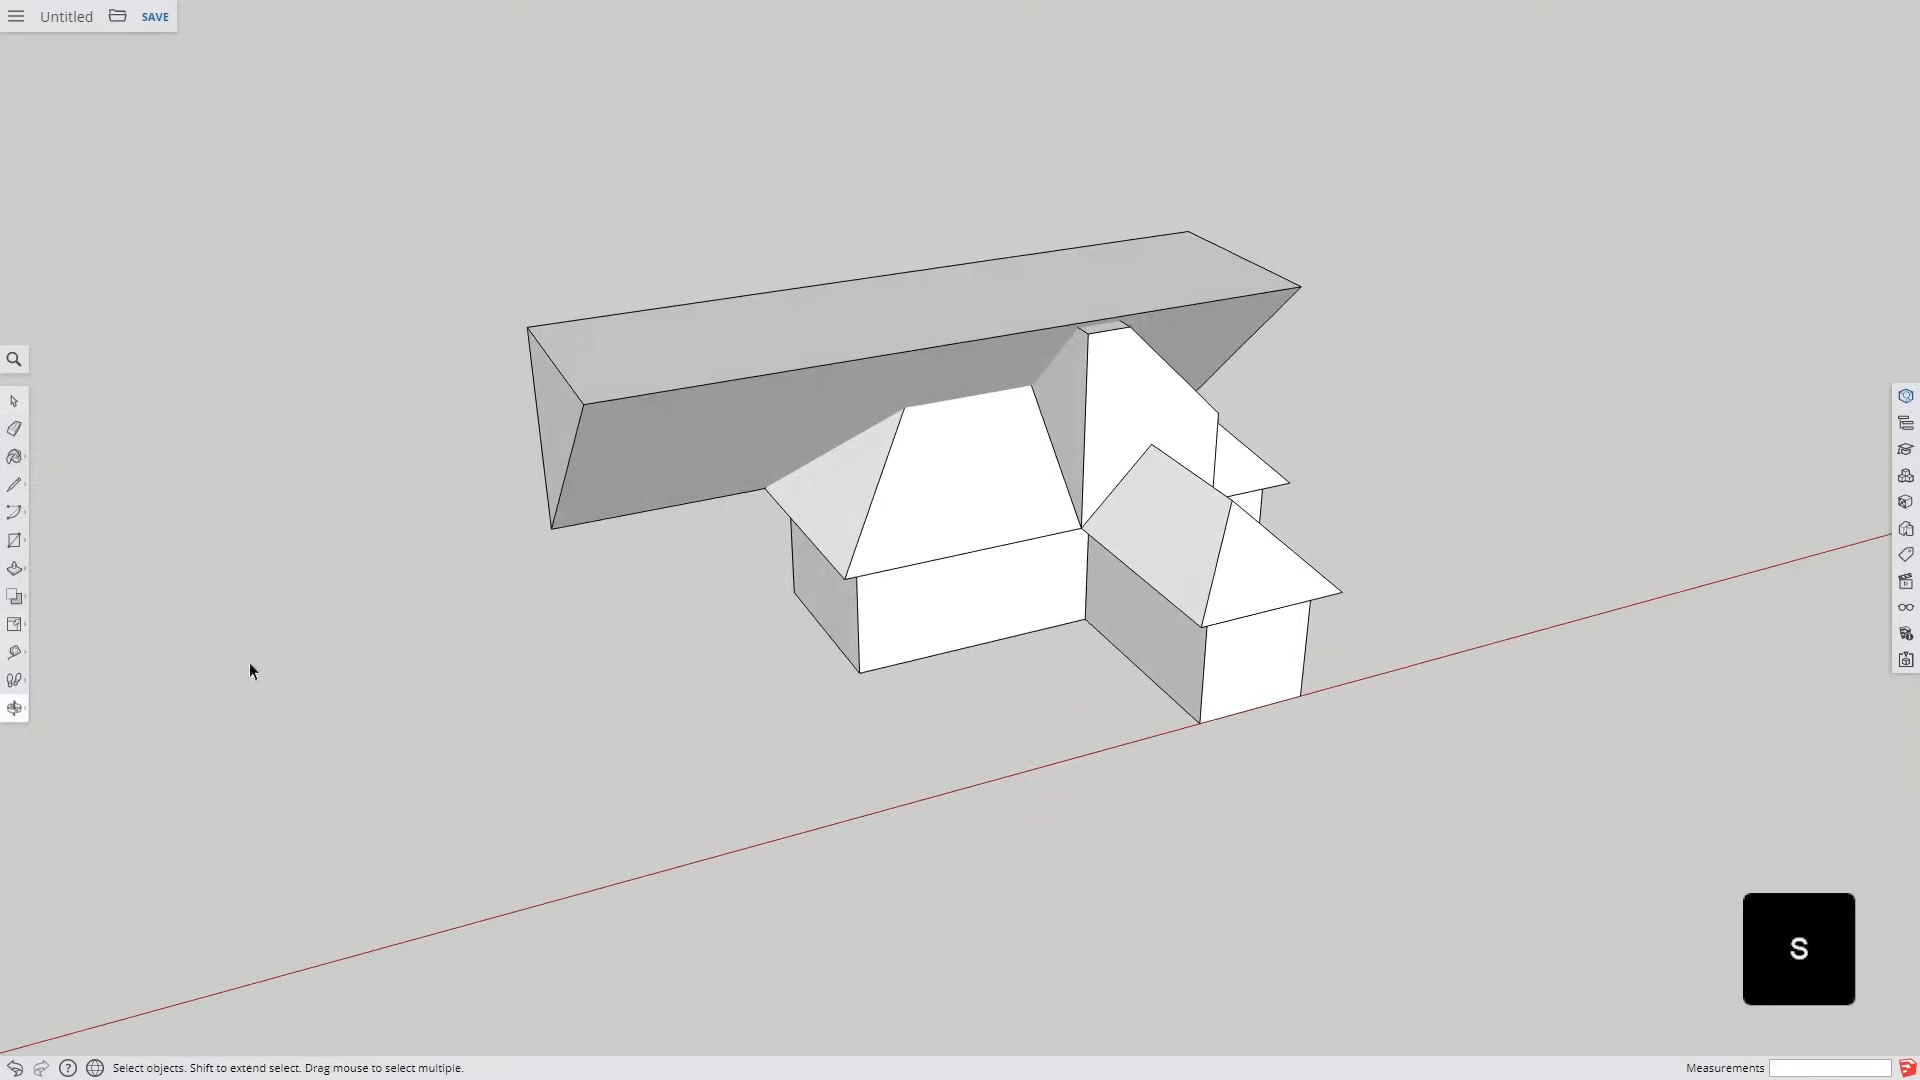 Untitled
SAVE
S
Select objects. Shift to extend select. Drag mouse to select multiple.
Measurements